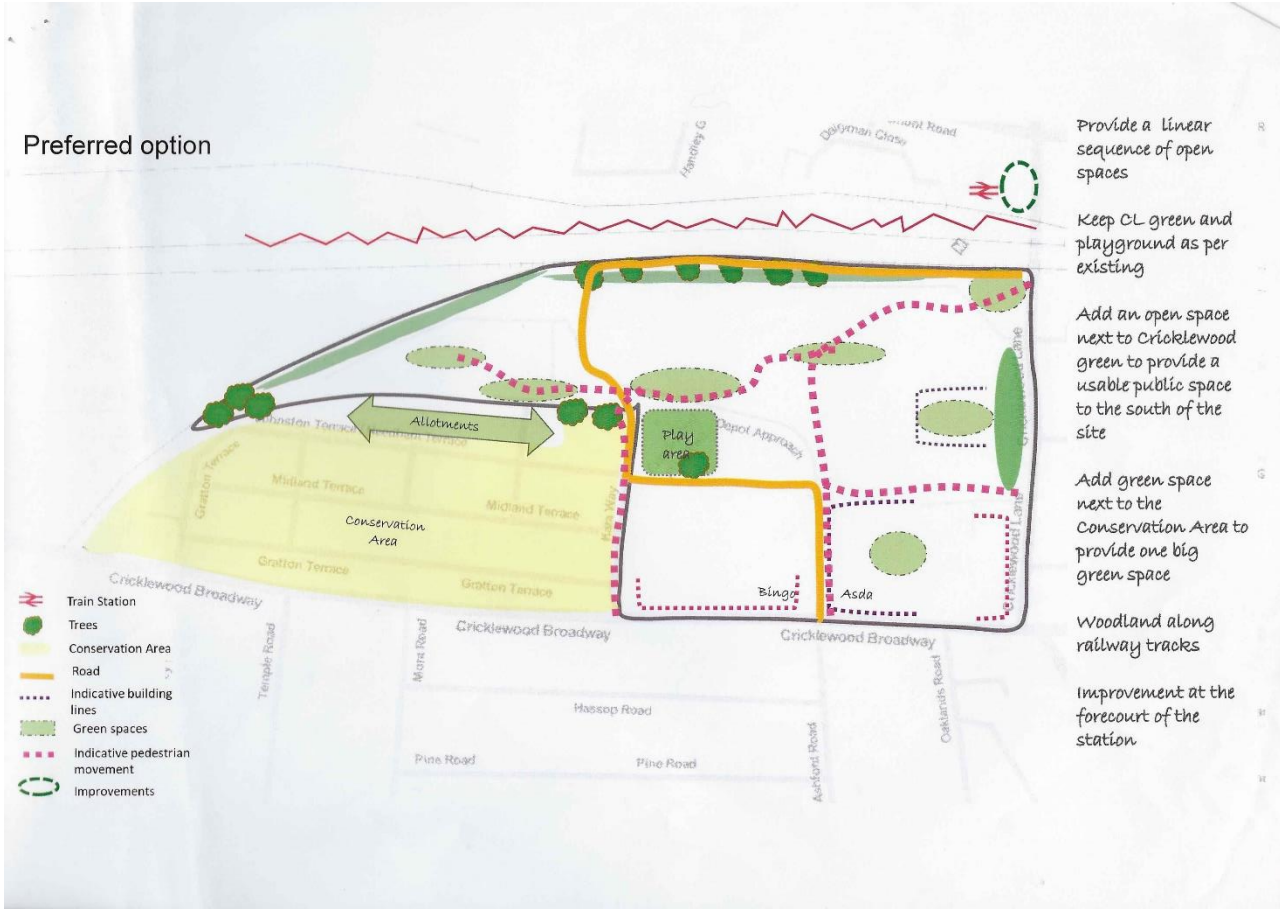 Preferred option
Handley G
Dalgman Close
mont Road
Provide a linear
sequence of open
spaces
Keep CL green and
playground as per
existing
Add an open space
next to Cricklewood
green to provide a
usable public space
to the south of the
site
Add green space
next to the
Conservation Area to
provide one big
green space
Woodland along
railway tracks
Improvement at the
forecourt of the
station
Allotments
Johnston Terrace
Needham Terrace
Play
area
Depot Approach
Gratton Terrace
Midland Terrace
Midland Terrace
Kara Way
Conservation
Area
Gratton Terrace
Gratton Terrace
Cricklewood Lane
Cricklewood Lane
Bingo
Asda
Cricklewood Broadway
Cricklewood Broadway
Cricklewood Broadway
Temple Road
Mora Road
Hassop Road
Pine Road
Pine Road
Ashford Road
Oaklands Road
Train Station
Trees
Conservation Area
Road
Indicative building
lines
Green spaces
Indicative pedestrian
movement
Improvements